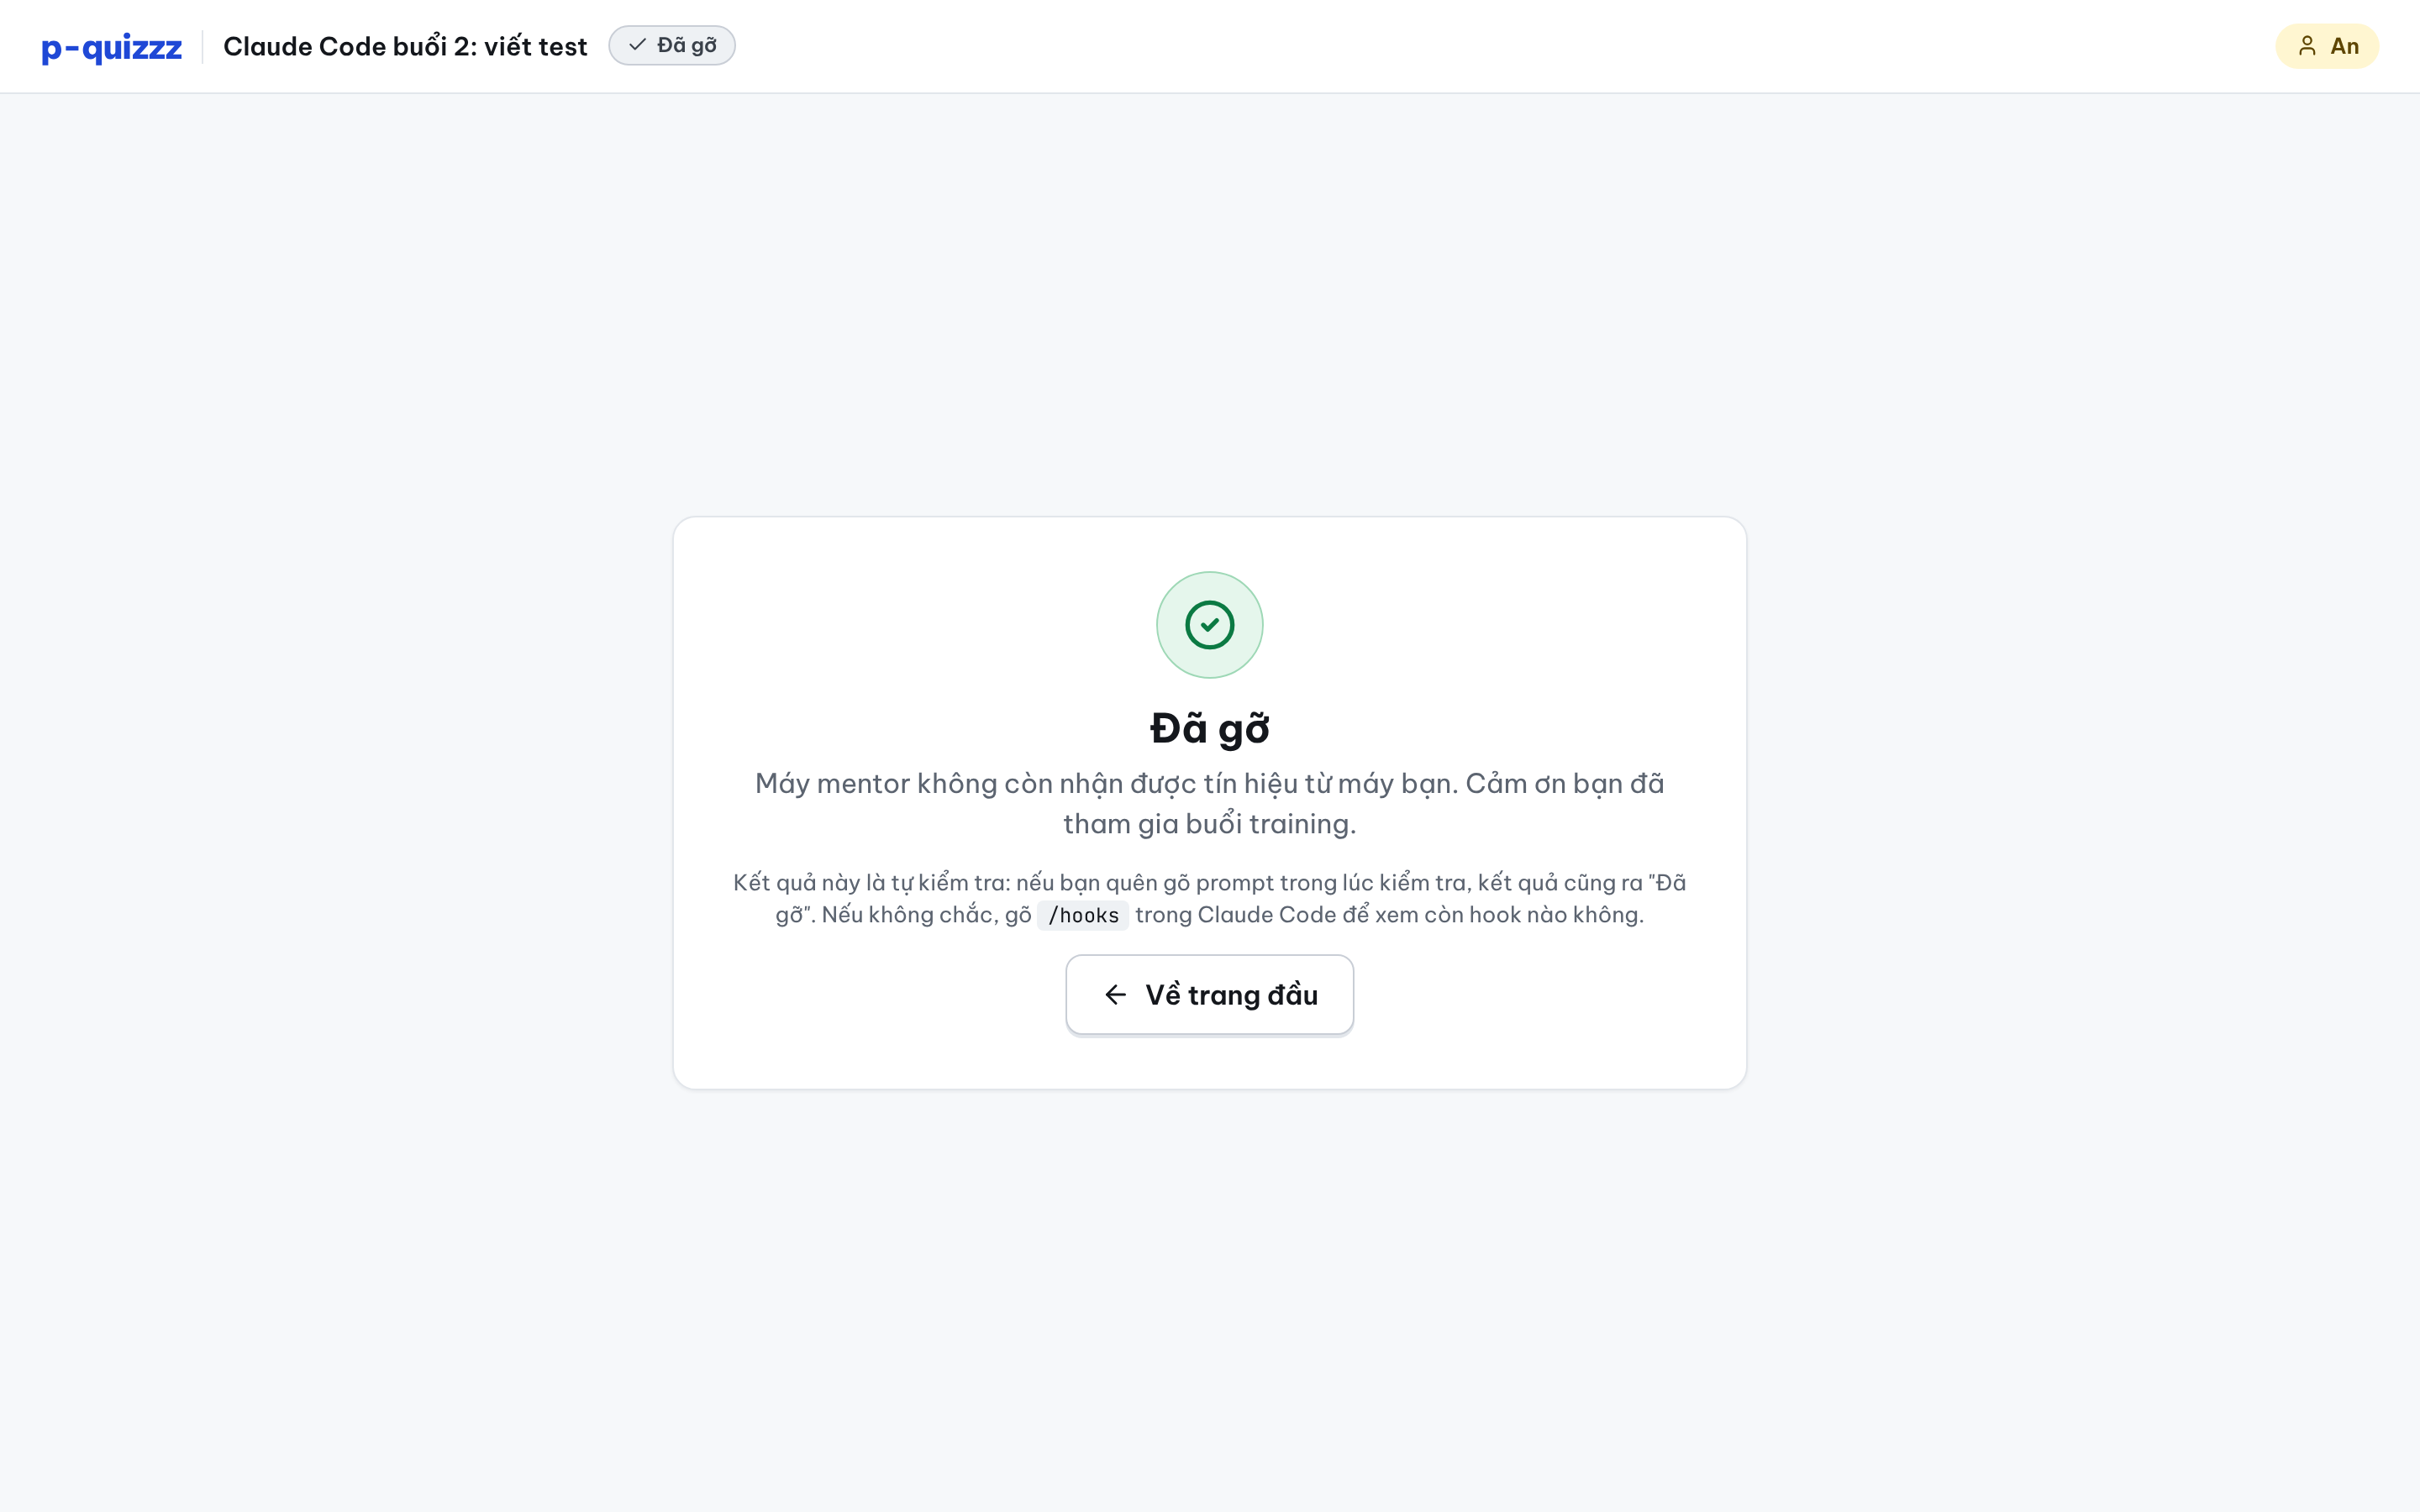 p-quizzz
Claude Code buổi 2: viết test
Đã gỡ
An
Đã gỡ
Máy mentor không còn nhận được tín hiệu từ máy bạn. Cảm ơn bạn đã
tham gia buổi training.
Kết quả này là tự kiểm tra: nếu bạn quên gõ prompt trong lúc kiểm tra, kết quả cũng ra "Đã
gỡ". Nếu không chắc, gõ /hooks trong Claude Code để xem còn hook nào không.
Về trang đầu